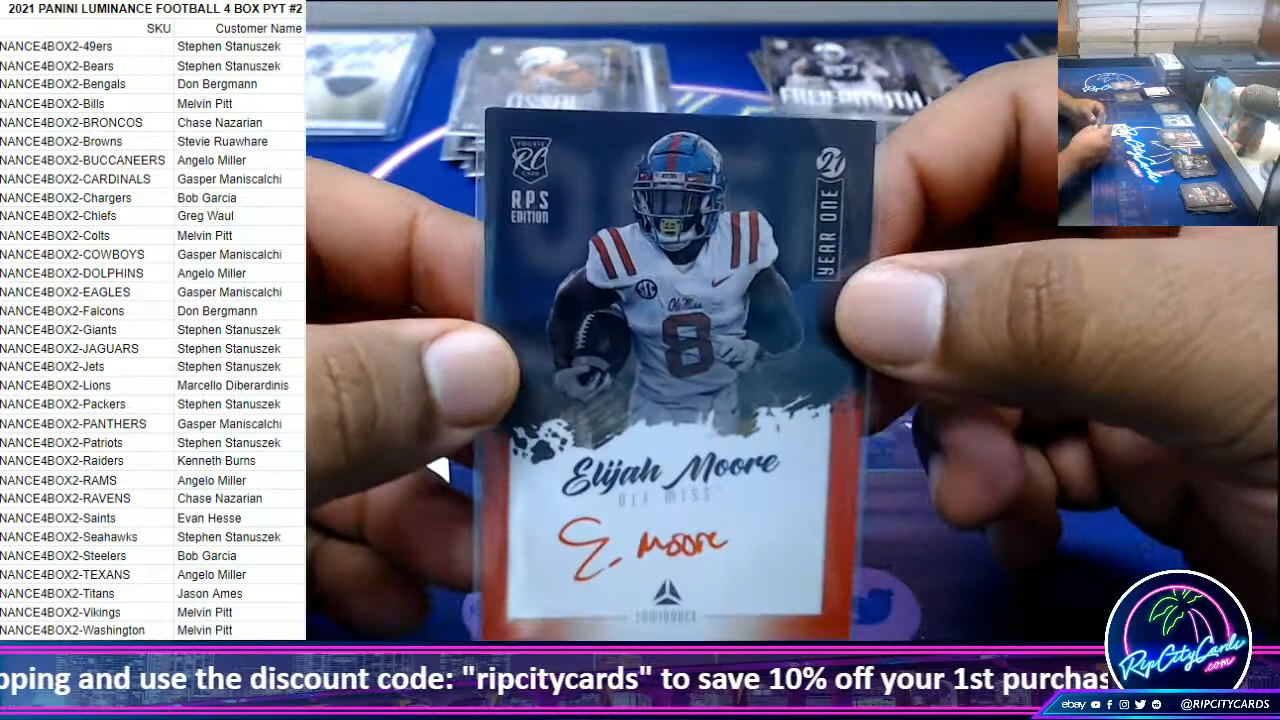 2021 PANINI LUMINANCE FOOTBALL 4 BOX PYT #2
SKU Customer Name
NANCE4BOX2-49ers Stephen Stanuszek
NANCE4BOX2-Bears Stephen Stanuszek
NANCE4BOX2-Bengals Don Bergmann
NANCE4BOX2-Bills Melvin Pitt
NANCE4BOX2-BRONCOS Chase Nazarian
NANCE4BOX2-Browns Stevie Ruawhare
NANCE4BOX2-BUCCANEERS Angelo Miller
NANCE4BOX2-CARDINALS Gasper Maniscalchi
NANCE4BOX2-Chargers Bob Garcia
NANCE4BOX2-Chiefs Greg Waul
NANCE4BOX2-Colts Melvin Pitt
NANCE4BOX2-COWBOYS Gasper Maniscalchi
NANCE4BOX2-DOLPHINS Angelo Miller
NANCE4BOX2-EAGLES Gasper Maniscalchi
NANCE4BOX2-Falcons Don Bergmann
NANCE4BOX2-Giants Stephen Stanuszek
NANCE4BOX2-JAGUARS Stephen Stanuszek
NANCE4BOX2-Jets Stephen Stanuszek
NANCE4BOX2-Lions Marcello Diberardinis
NANCE4BOX2-Packers Stephen Stanuszek
NANCE4BOX2-PANTHERS Gasper Maniscalchi
NANCE4BOX2-Patriots Stephen Stanuszek
NANCE4BOX2-Raiders Kenneth Burns
NANCE4BOX2-RAMS Angelo Miller
NANCE4BOX2-RAVENS Chase Nazarian
NANCE4BOX2-Saints Evan Hesse
NANCE4BOX2-Seahawks Stephen Stanuszek
NANCE4BOX2-Steelers Bob Garcia
NANCE4BOX2-TEXANS Angelo Miller
NANCE4BOX2-Titans Jason Ames
NANCE4BOX2-Vikings Melvin Pitt
NANCE4BOX2-Washington Melvin Pitt
FREIERMUTH
ROOKIE
RC
CARD
RPS
EDITION
21
YEAR ONE
SEC
Ole Miss
8
Elijah Moore
OLE MISS
E. Moore
LUMINANCE
pping and use the discount code: "ripcitycards" to save 10% off your 1st purchas
RipCityCards
.com
ebay @RIPCITYCARDS